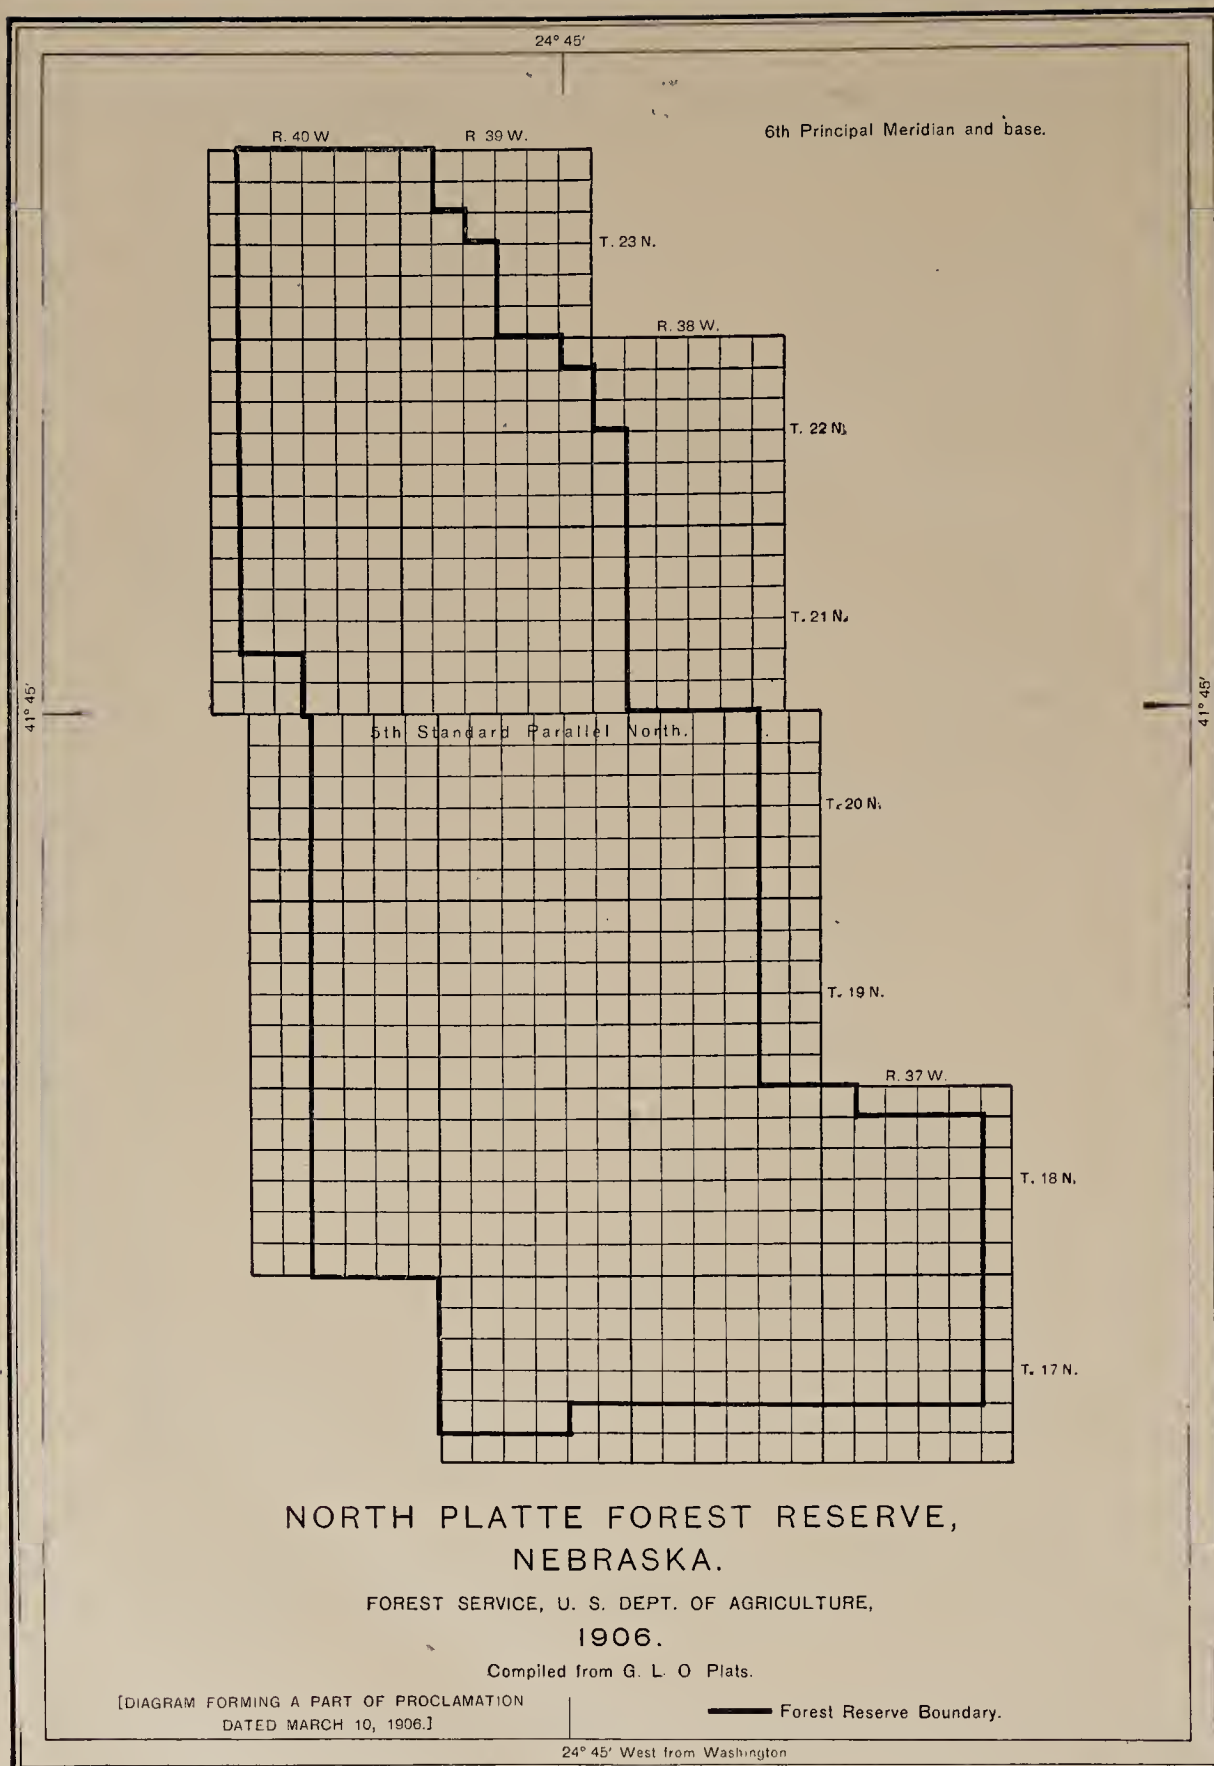 24° 45′
6th Principal Meridian and base.
R. 40 W
R 39 W.
T. 23 N.
R. 38 W.
T. 22 N.
T. 21 N.
41° 45′
41° 45′
5th Standard Parallel North.
T. 20 N.
T. 19 N.
R. 37 W.
T. 18 N.
T. 17 N.
NORTH PLATTE FOREST RESERVE,
NEBRASKA.
FOREST SERVICE, U. S. DEPT. OF AGRICULTURE,
1906.
Compiled from G. L. O Plats.
[DIAGRAM FORMING A PART OF PROCLAMATION
DATED MARCH 10, 1906.]
Forest Reserve Boundary.
24° 45′ West from Washington